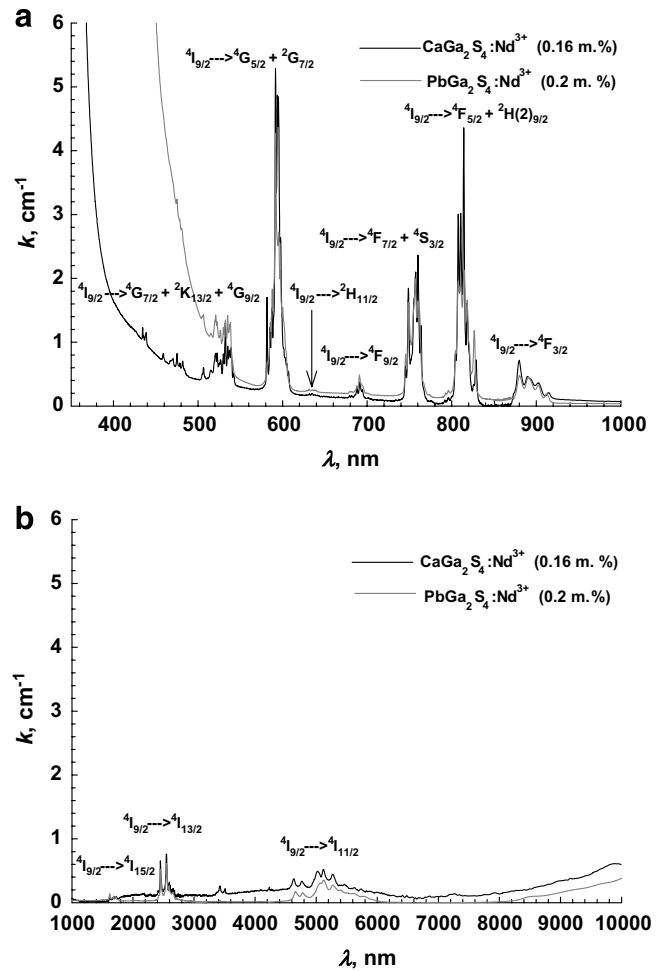 a
6
5
4
3
2
1
0
k, cm⁻¹
⁴I₉/₂--->⁴G₅/₂ + ²G₇/₂
CaGa₂S₄:Nd³⁺ (0.16 m.%)
PbGa₂S₄:Nd³⁺ (0.2 m. %)
⁴I₉/₂--->⁴F₅/₂ + ²H(2)₉/₂
⁴I₉/₂--->⁴F₇/₂ + ⁴S₃/₂
⁴I₉/₂--->⁴G₇/₂ + ²K₁₃/₂ + ⁴G₉/₂
⁴I₉/₂--->²H₁₁/₂
⁴I₉/₂--->⁴F₉/₂
⁴I₉/₂--->⁴F₃/₂
400 500 600 700 800 900 1000
λ, nm
b
6
5
4
3
2
1
0
k, cm⁻¹
CaGa₂S₄:Nd³⁺ (0.16 m. %)
PbGa₂S₄:Nd³⁺ (0.2 m.%)
⁴I₉/₂--->⁴I₁₃/₂
⁴I₉/₂--->⁴I₁₅/₂
⁴I₉/₂--->⁴I₁₁/₂
1000 2000 3000 4000 5000 6000 7000 8000 9000 10000
λ, nm